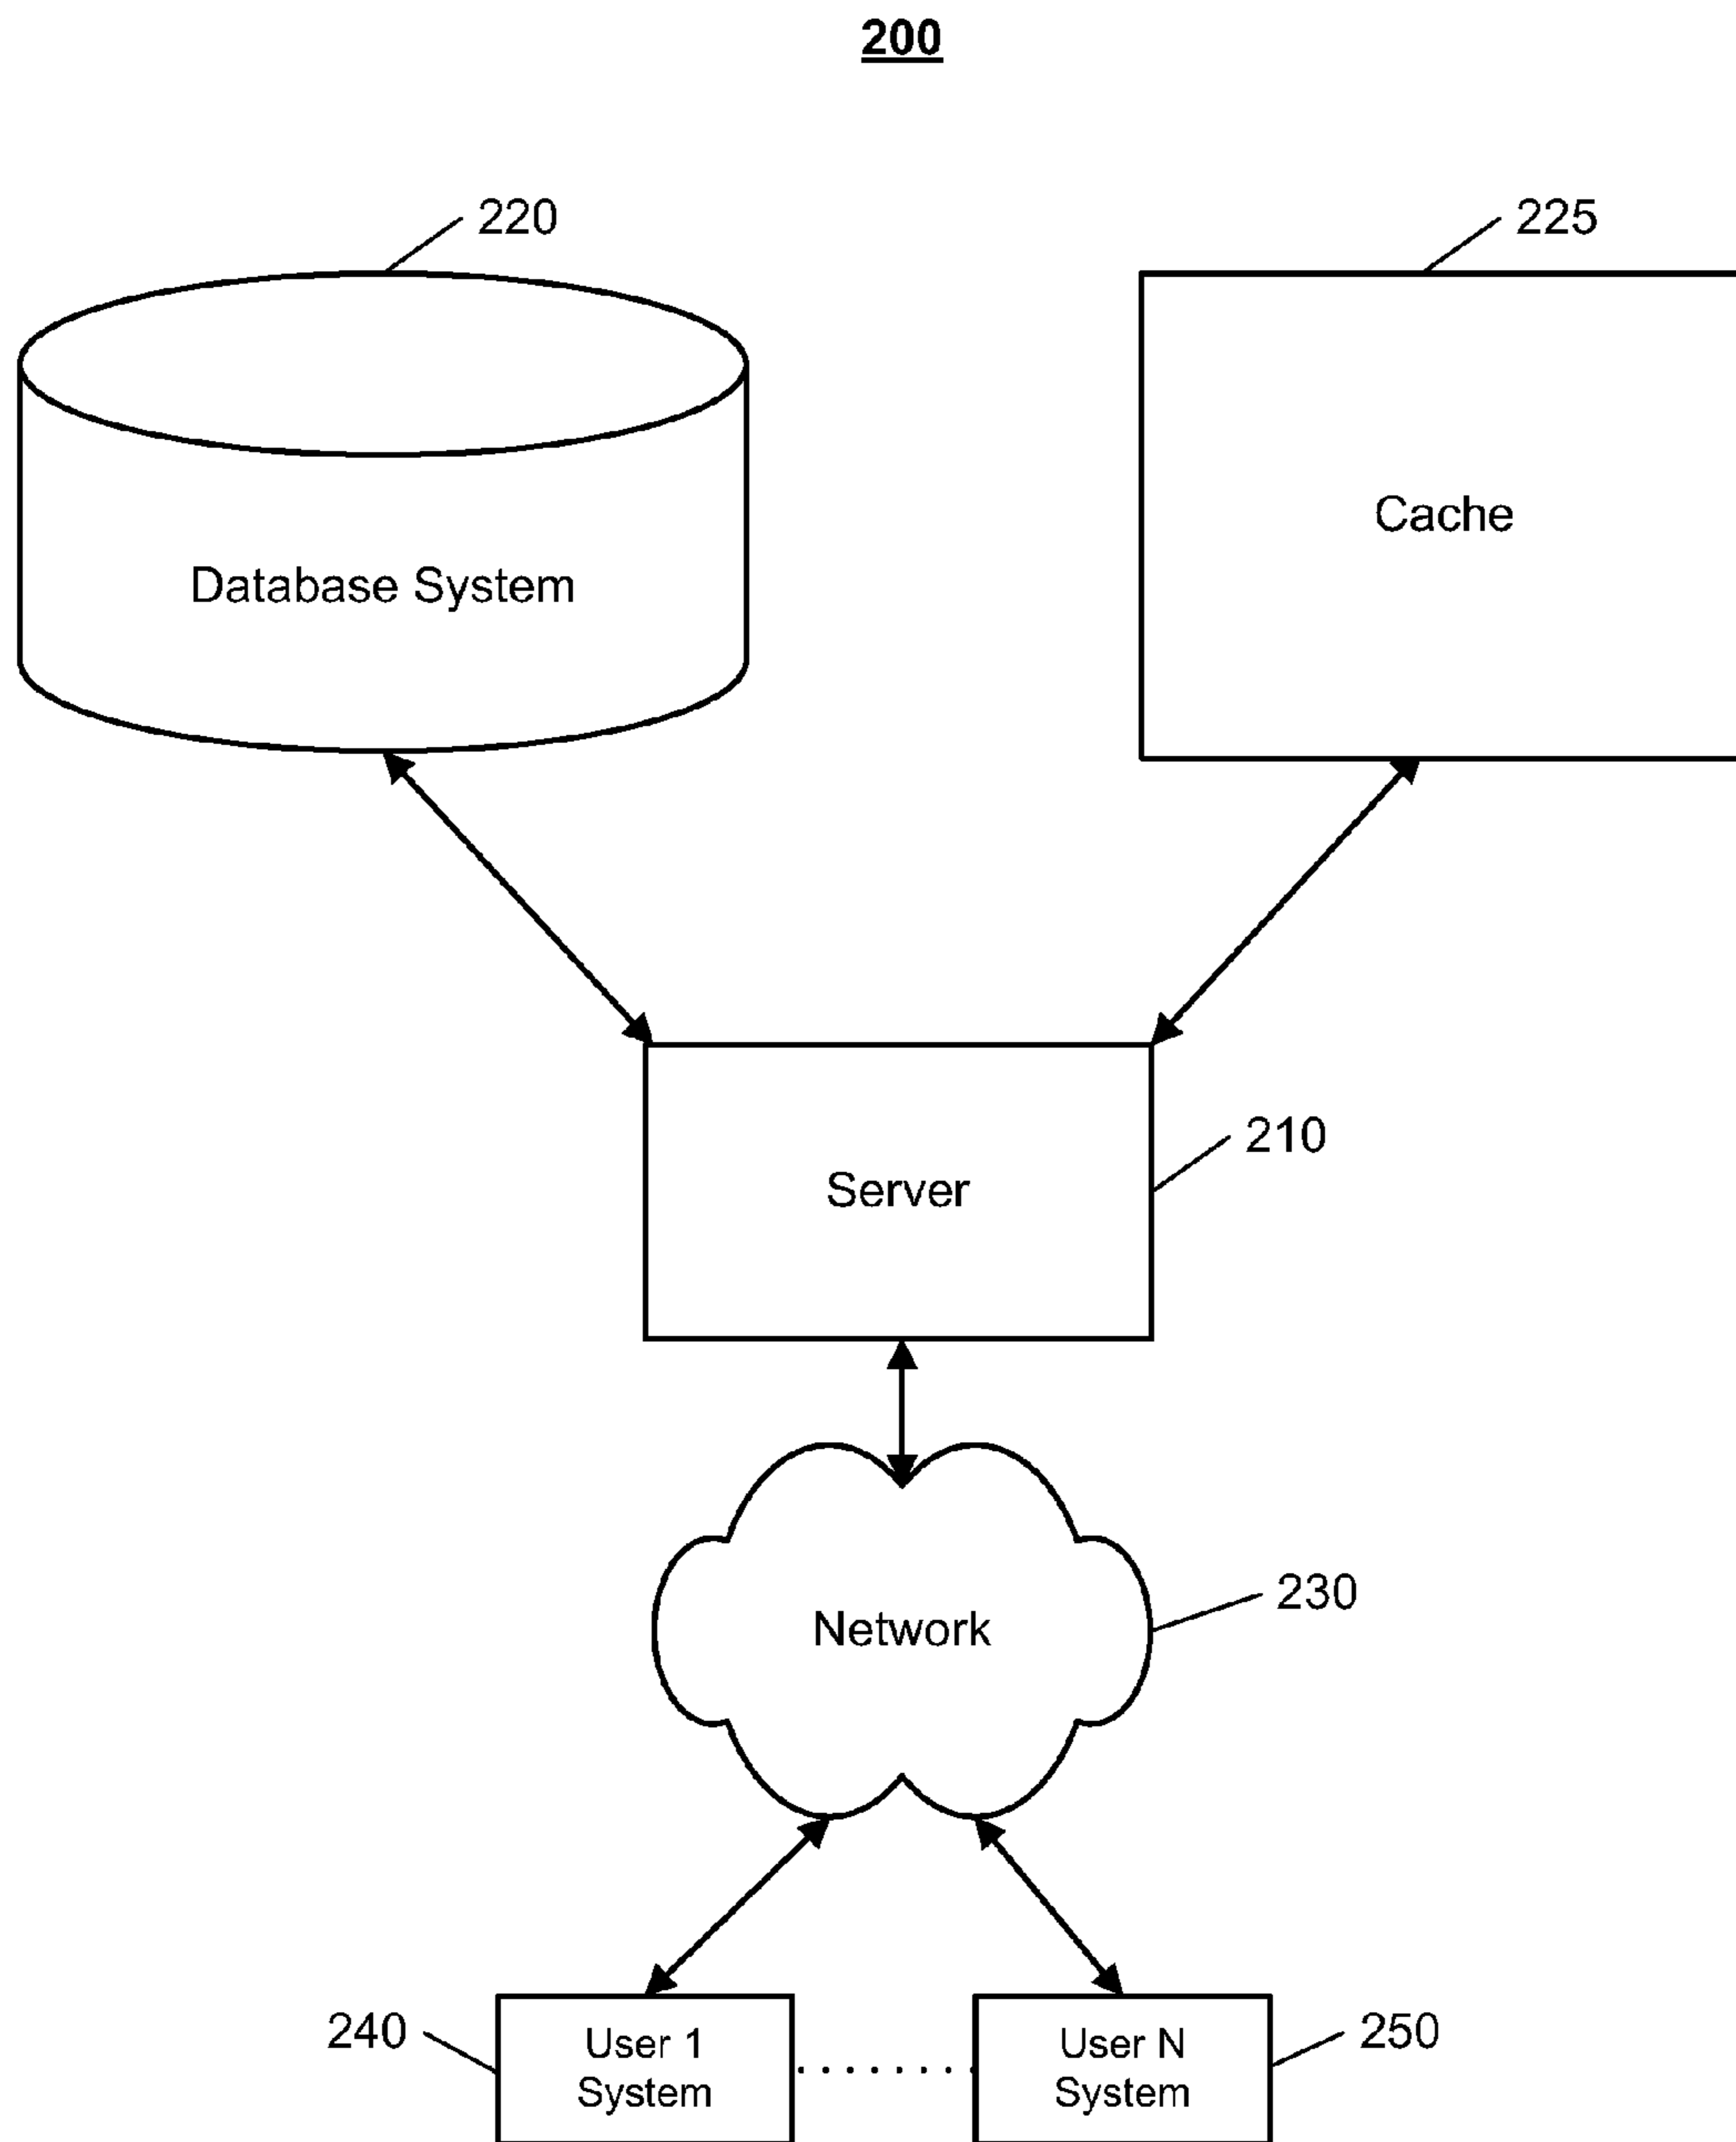 200
220
225
Database System
Cache
210
Server
230
Network
240
User 1
System
User N
System
250